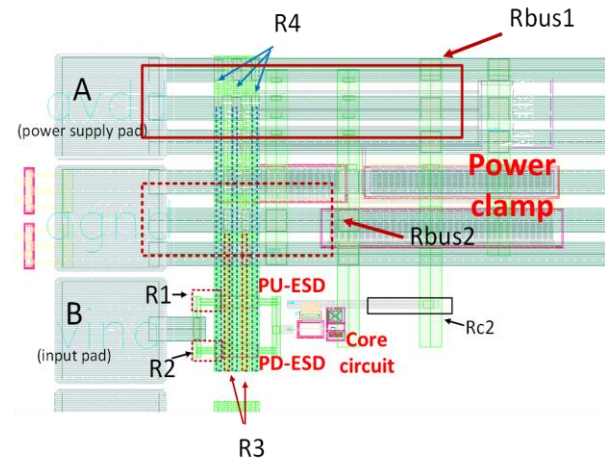 R4
Rbus1
A
avdd
(power supply pad)
Power
clamp
agnd
Rbus2
R1
PU-ESD
B
vinp
(input pad)
Rc2
R2
PD-ESD
Core
circuit
R3